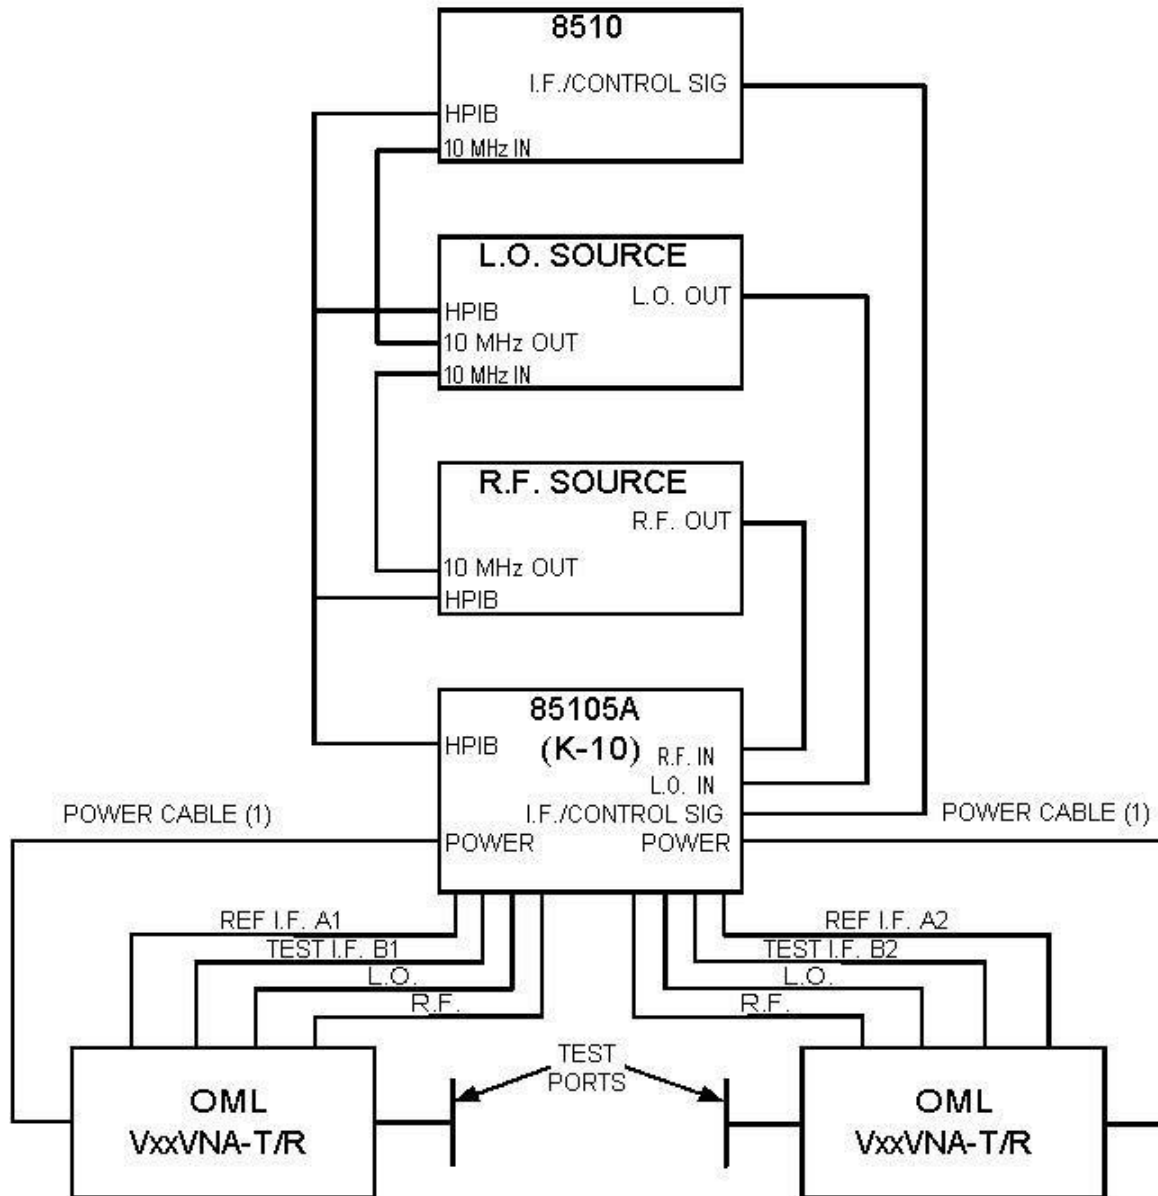 8510
I.F./CONTROL SIG
HPIB
10 MHz IN
L.O. SOURCE
L.O. OUT
HPIB
10 MHz OUT
10 MHz IN
R.F. SOURCE
R.F. OUT
10 MHz OUT
HPIB
85105A
(K-10)
HPIB
R.F. IN
L.O. IN
I.F./CONTROL SIG
POWER
POWER
POWER CABLE (1)
POWER CABLE (1)
REF I.F. A1
TEST I.F. B1
L.O.
R.F.
REF I.F. A2
TEST I.F. B2
L.O.
R.F.
TEST
PORTS
OML
VxxVNA-T/R
OML
VxxVNA-T/R